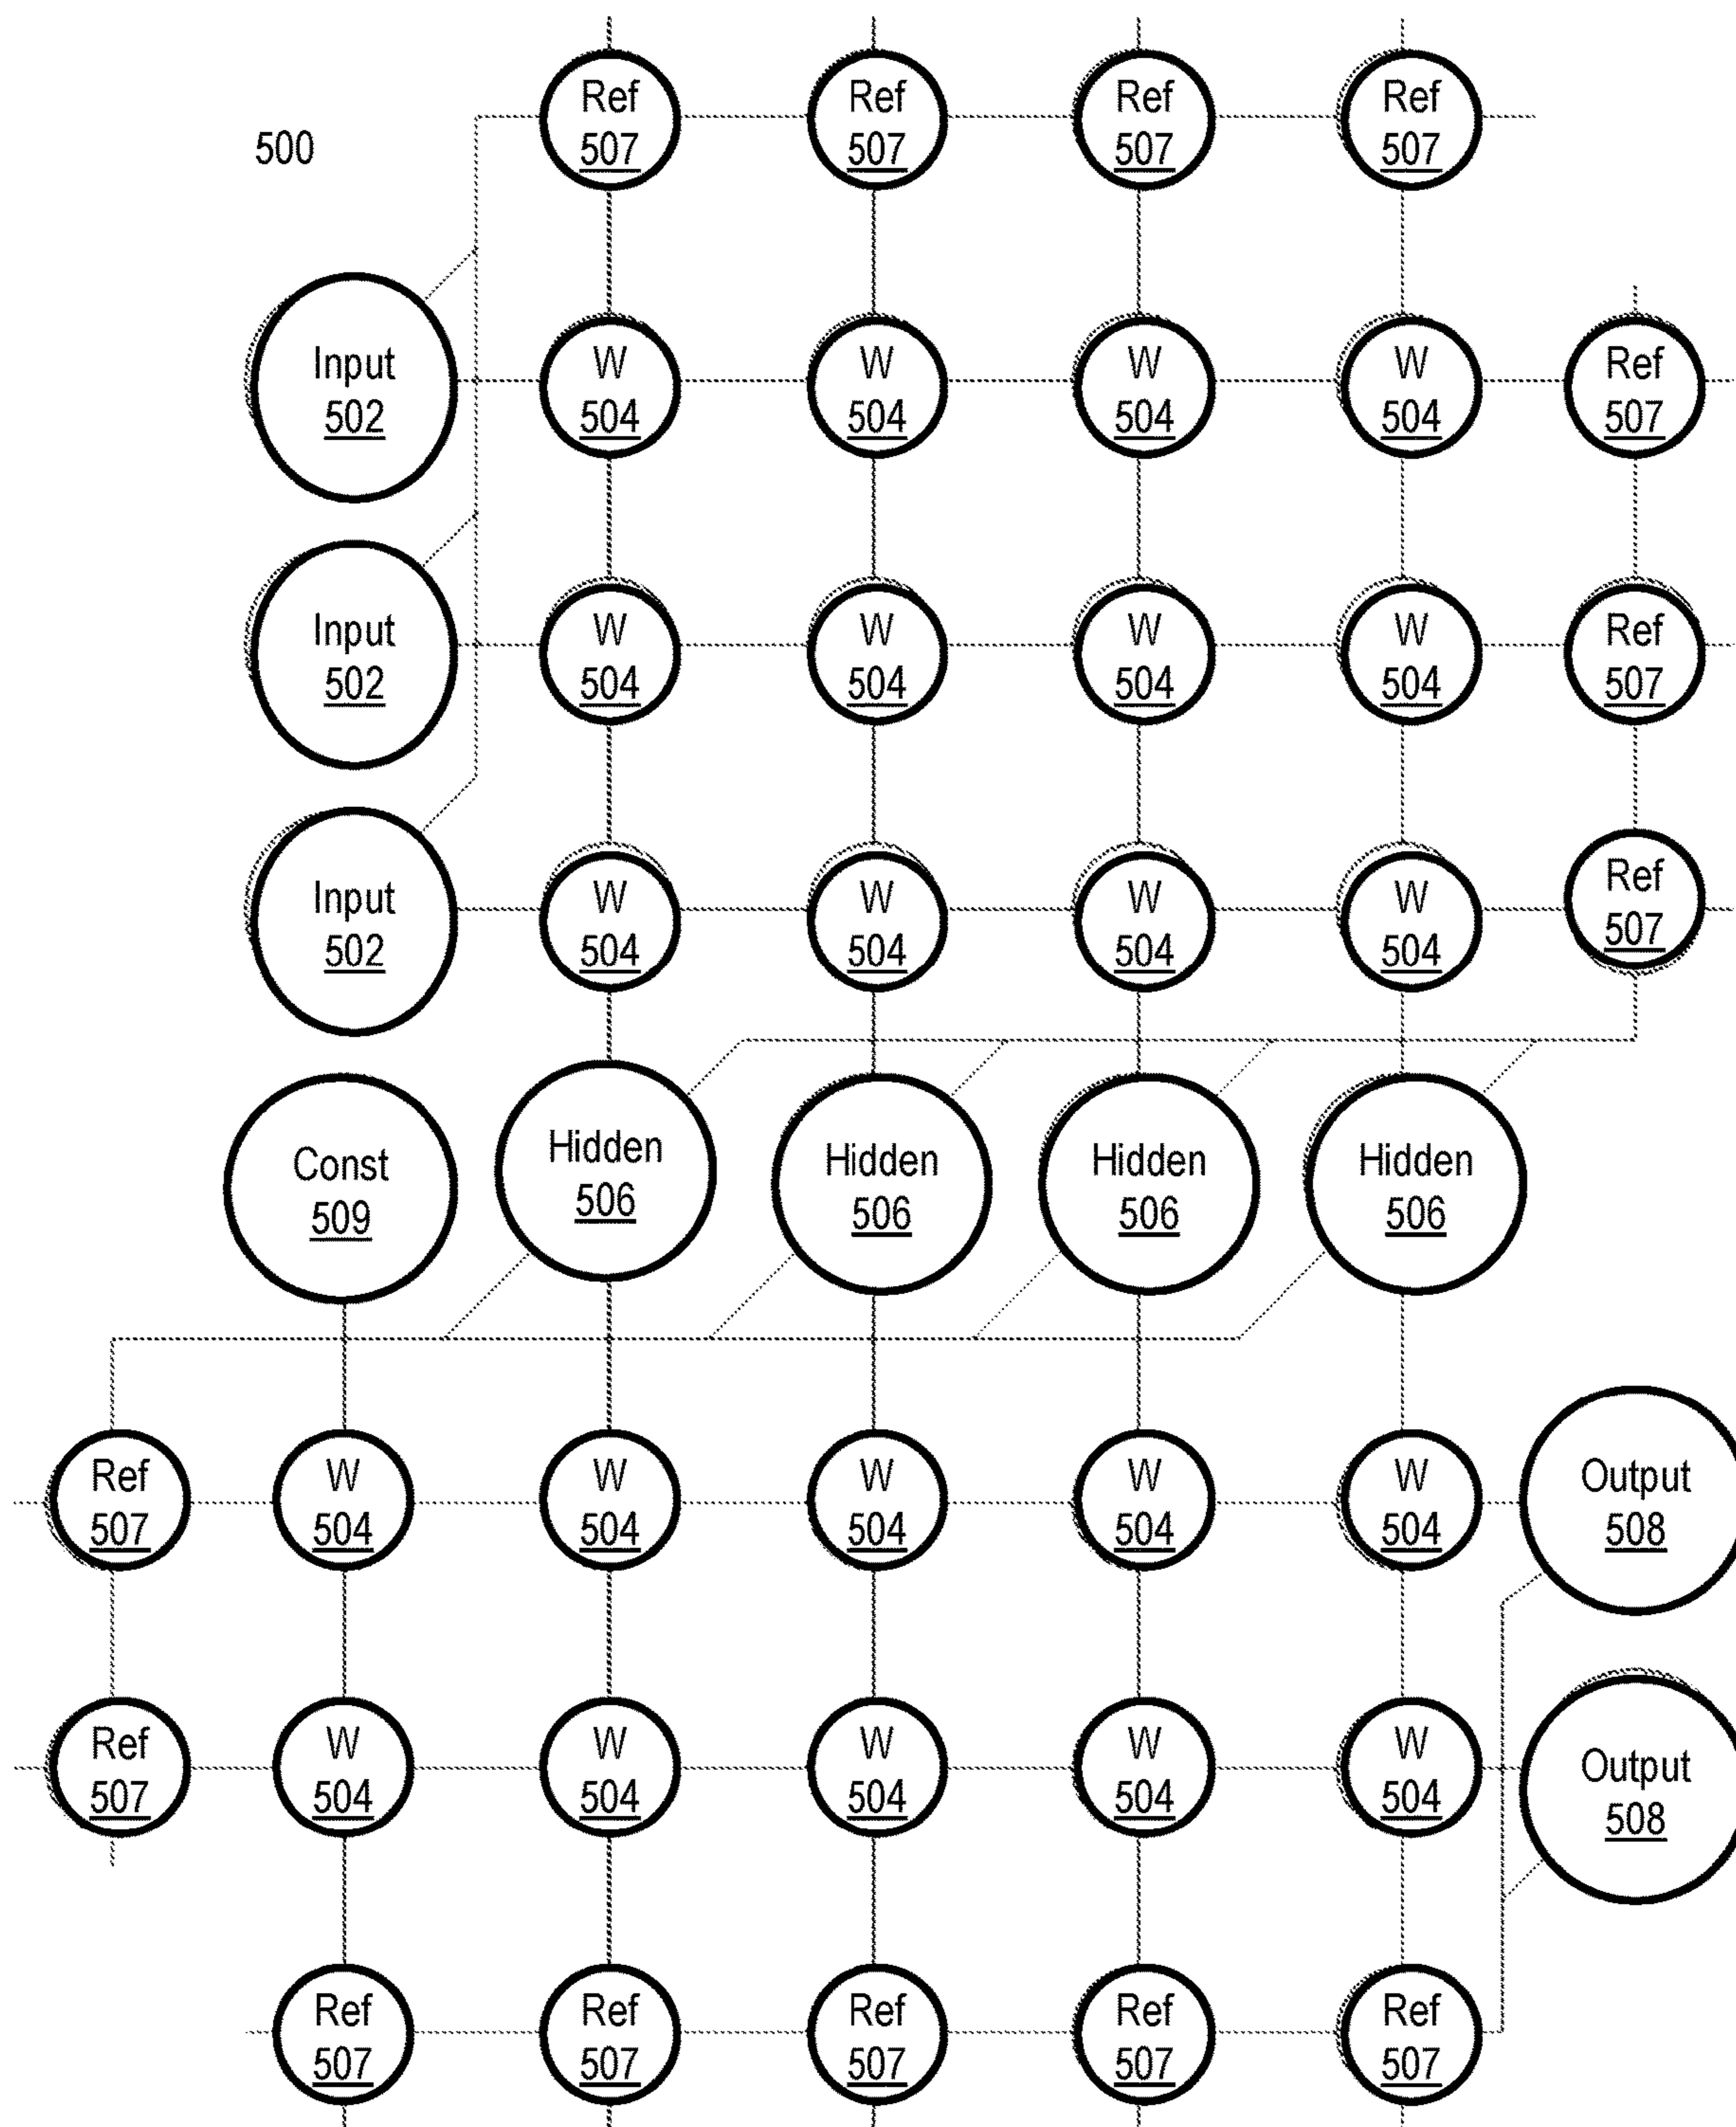 Ref Ref Ref Ref
500 507 507 507 507
Input W W W W Ref
502 504 504 504 504 507
Input W W W W Ref
502 504 504 504 504 507
Input W W W W Ref
502 504 504 504 504 507
Const Hidden Hidden Hidden Hidden
509 506 506 506 506
Ref W W W W W Output
507 504 504 504 504 504 508
Ref W W W W W Output
507 504 504 504 504 504 508
Ref Ref Ref Ref Ref
507 507 507 507 507